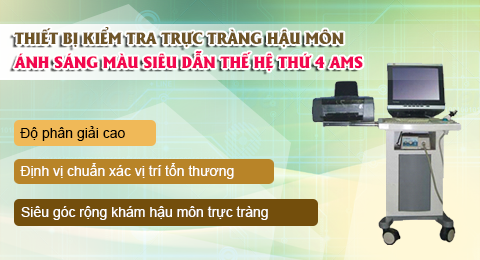 THIẾT BỊ KIỂM TRA TRỰC TRÀNG HẬU MÔN
ÁNH SÁNG MÀU SIÊU DẪN THẾ HỆ THỨ 4 AMS
Độ phân giải cao
Định vị chuẩn xác vị trí tổn thương
Siêu góc rộng khám hậu môn trực tràng